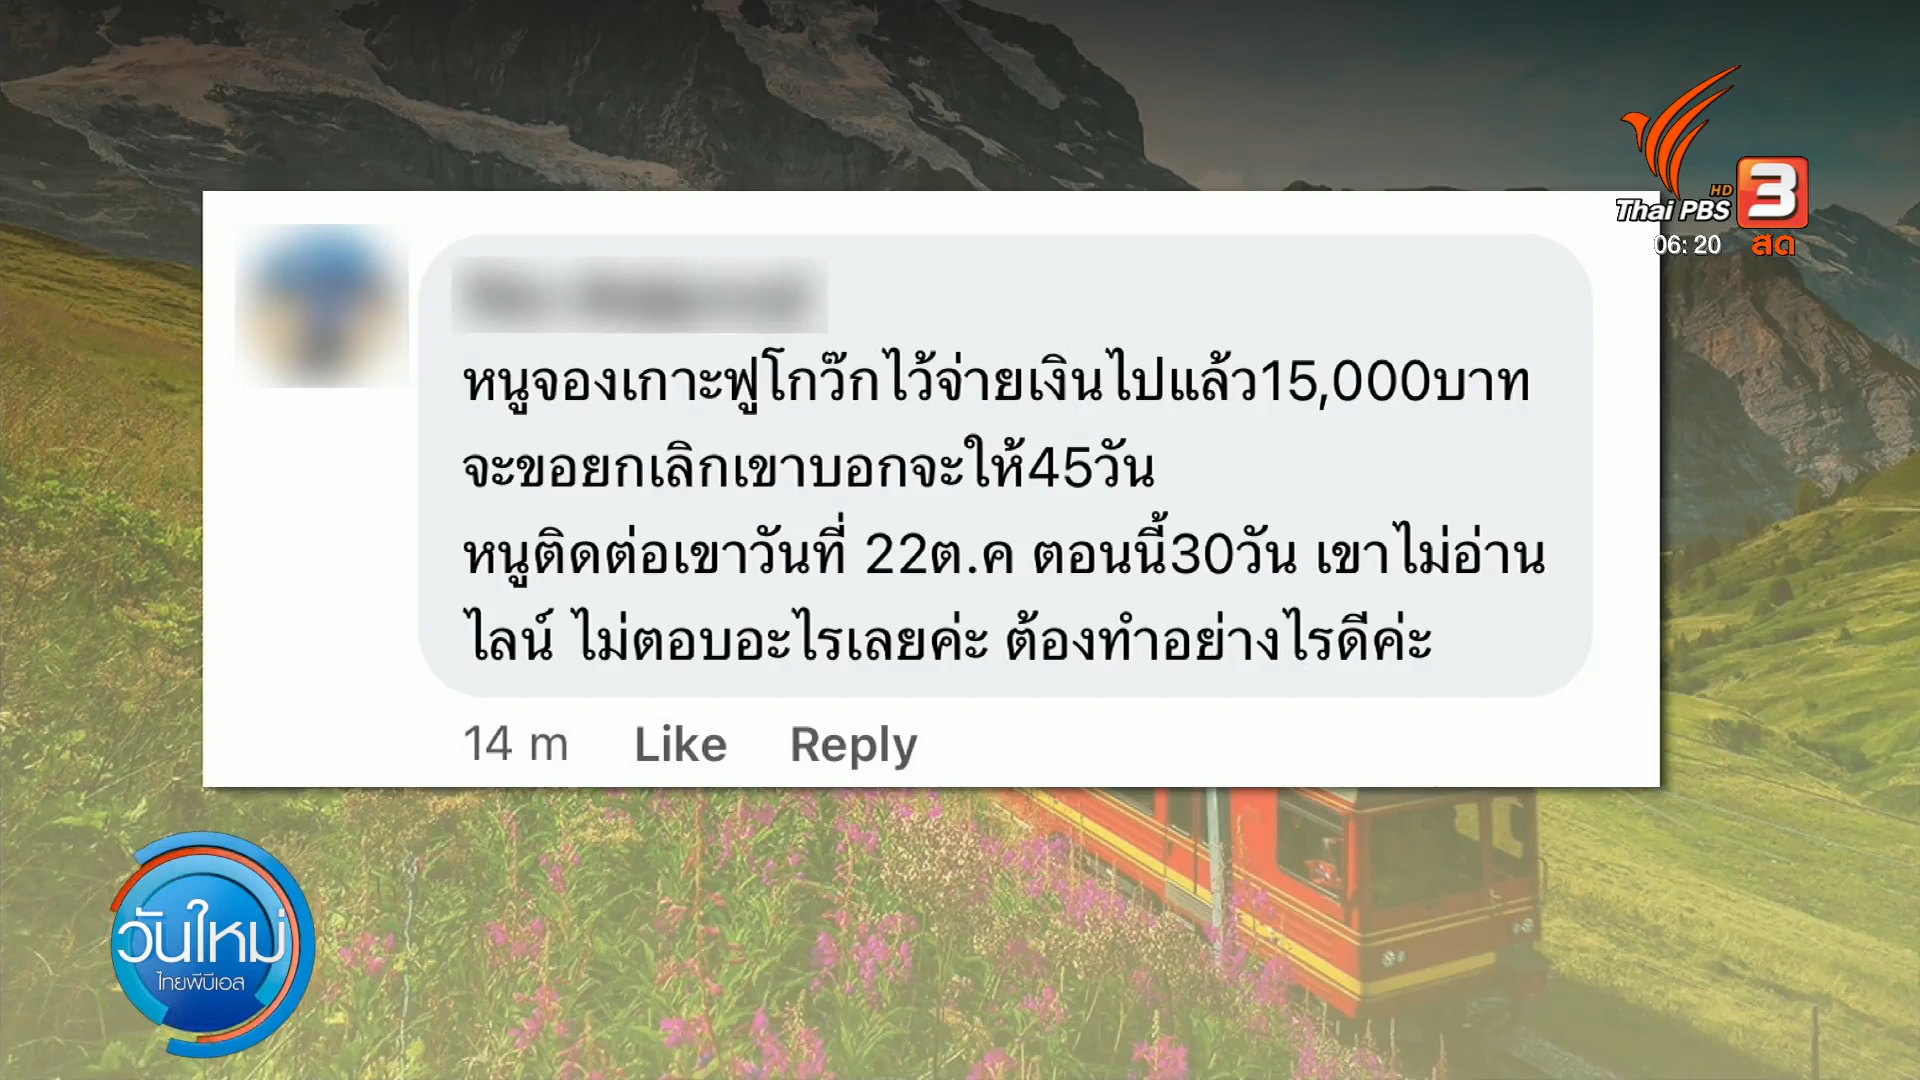 HD
Thai PBS 3
06:20 สด
หนูจองเกาะฟูโกว๊กไว้จ่ายเงินไปแล้ว15,000บาท
จะขอยกเลิกเขาบอกจะให้45วัน
หนูติดต่อเขาวันที่ 22ต.ค ตอนนี้30วัน เขาไม่อ่าน
ไลน์ ไม่ตอบอะไรเลยค่ะ ต้องทำอย่างไรดีค่ะ
14 m Like Reply
วันใหม่
ไทยพีบีเอส